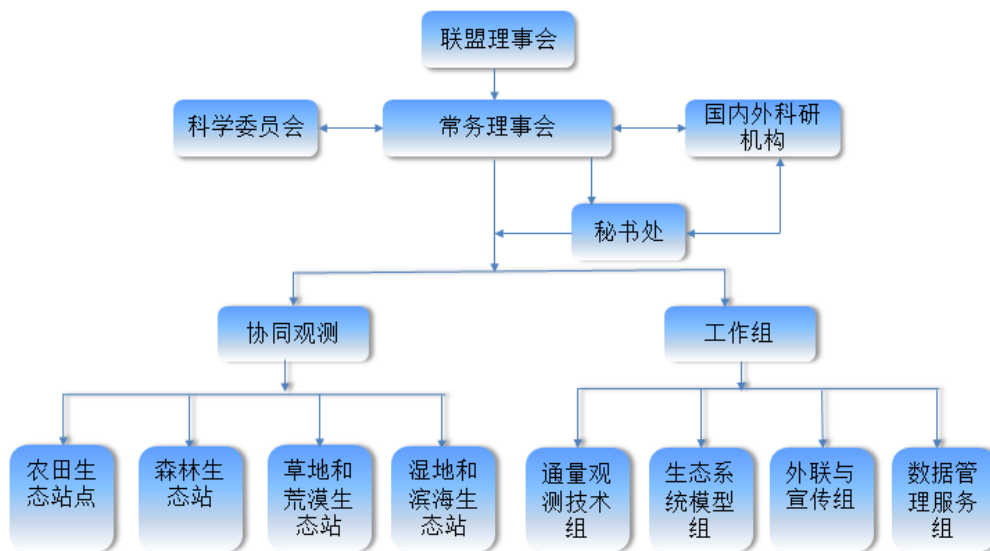 联盟理事会
科学委员会
常务理事会
国内外科研
机构
秘书处
协同观测
工作组
农田生
态站点
森林生
态站
草地和
荒漠生
态站
湿地和
滨海生
态站
通量观
测技术
组
生态系
统模型
组
外联与
宣传组
数据管
理服务
组